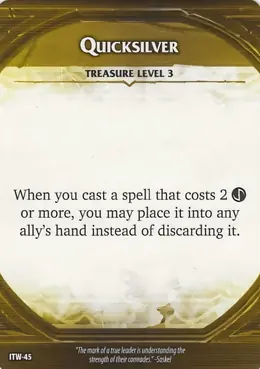 QUICKSILVER
TREASURE LEVEL 3
When you cast a spell that costs 2
or more, you may place it into any
ally's hand instead of discarding it.
ITW-45
"The mark of a true leader is understanding the
strength of their comrades." -Saskel